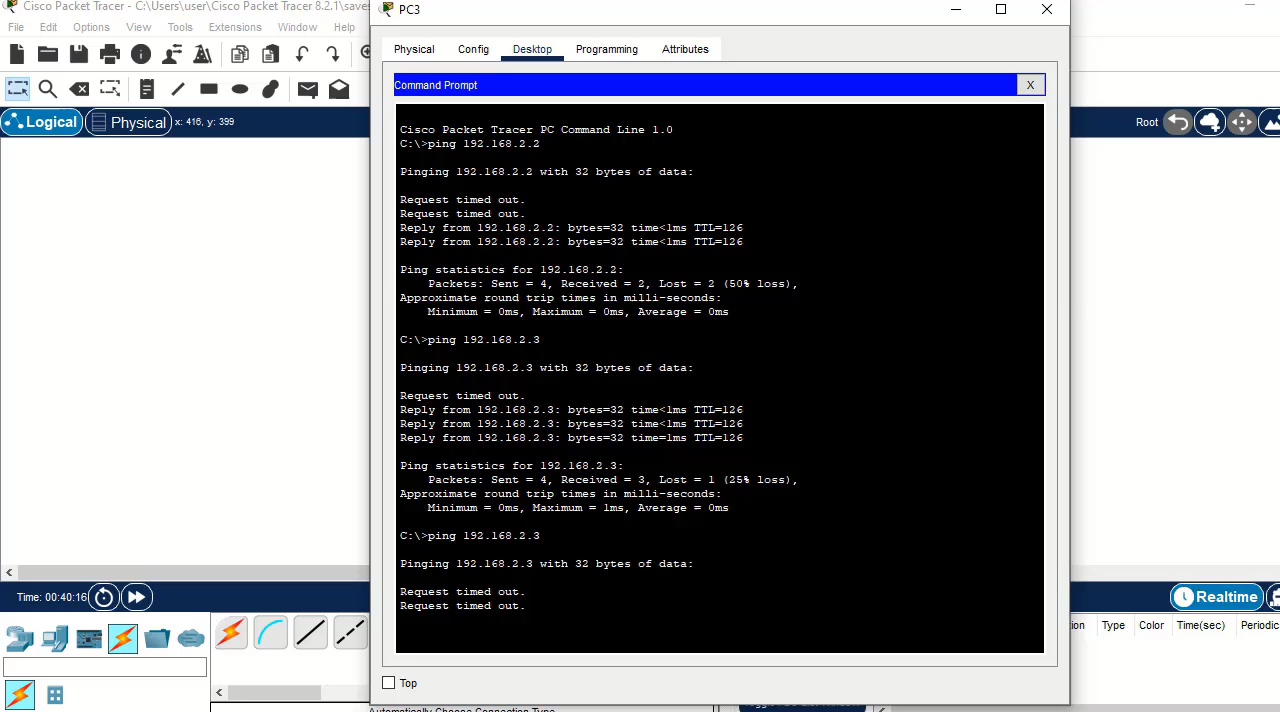 Cisco Packet Tracer - C:\Users\user\Cisco Packet Tracer 8.2.1\saves
PC3
File Edit Options View Tools Extensions Window Help
Physical Config Desktop Programming Attributes
Command Prompt X
Logical Physical x: 416, y: 399 Root
Cisco Packet Tracer PC Command Line 1.0
C:\>ping 192.168.2.2
Pinging 192.168.2.2 with 32 bytes of data:
Request timed out.
Request timed out.
Reply from 192.168.2.2: bytes=32 time<1ms TTL=126
Reply from 192.168.2.2: bytes=32 time<1ms TTL=126
Ping statistics for 192.168.2.2:
Packets: Sent = 4, Received = 2, Lost = 2 (50% loss),
Approximate round trip times in milli-seconds:
Minimum = 0ms, Maximum = 0ms, Average = 0ms
C:\>ping 192.168.2.3
Pinging 192.168.2.3 with 32 bytes of data:
Request timed out.
Reply from 192.168.2.3: bytes=32 time<1ms TTL=126
Reply from 192.168.2.3: bytes=32 time<1ms TTL=126
Reply from 192.168.2.3: bytes=32 time=1ms TTL=126
Ping statistics for 192.168.2.3:
Packets: Sent = 4, Received = 3, Lost = 1 (25% loss),
Approximate round trip times in milli-seconds:
Minimum = 0ms, Maximum = 1ms, Average = 0ms
C:\>ping 192.168.2.3
Pinging 192.168.2.3 with 32 bytes of data:
Request timed out.
Request timed out.
Time: 00:40:16 Realtime
tion Type Color Time(sec) Periodic
Top
Automatically Choose Connection Type